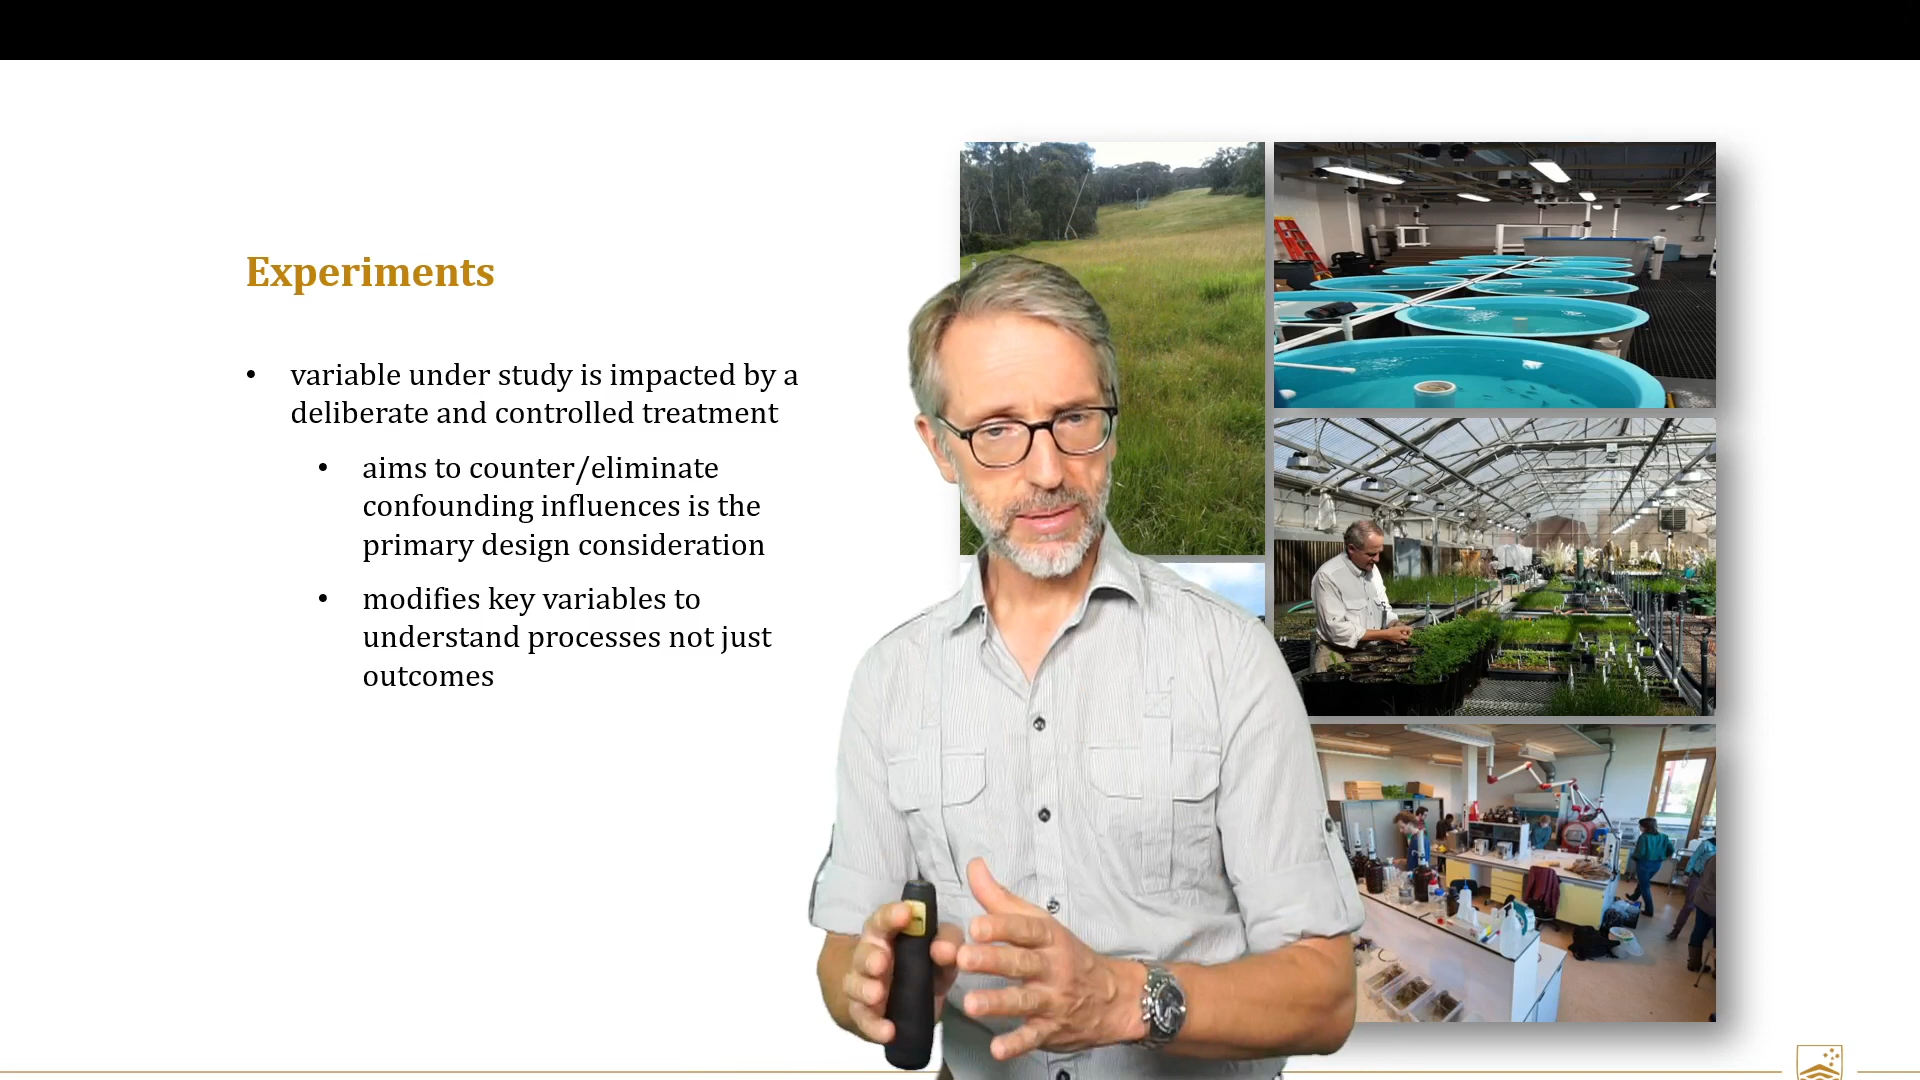 Experiments
• variable under study is impacted by a
deliberate and controlled treatment
• aims to counter/eliminate
confounding influences is the
primary design consideration
• modifies key variables to
understand processes not just
outcomes